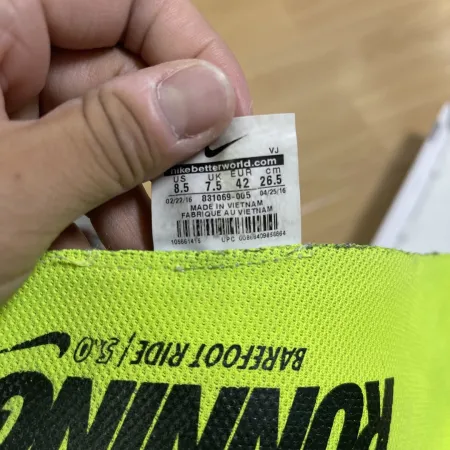 VJ
nikebetterworld.com
US UK EUR cm
8.5 7.5 42 26.5
02/22/16 831069-005 04/25/16
MADE IN VIETNAM
FABRIQUE AU VIETNAM
BAREFOOT RIDE | 5.0
RUNNING